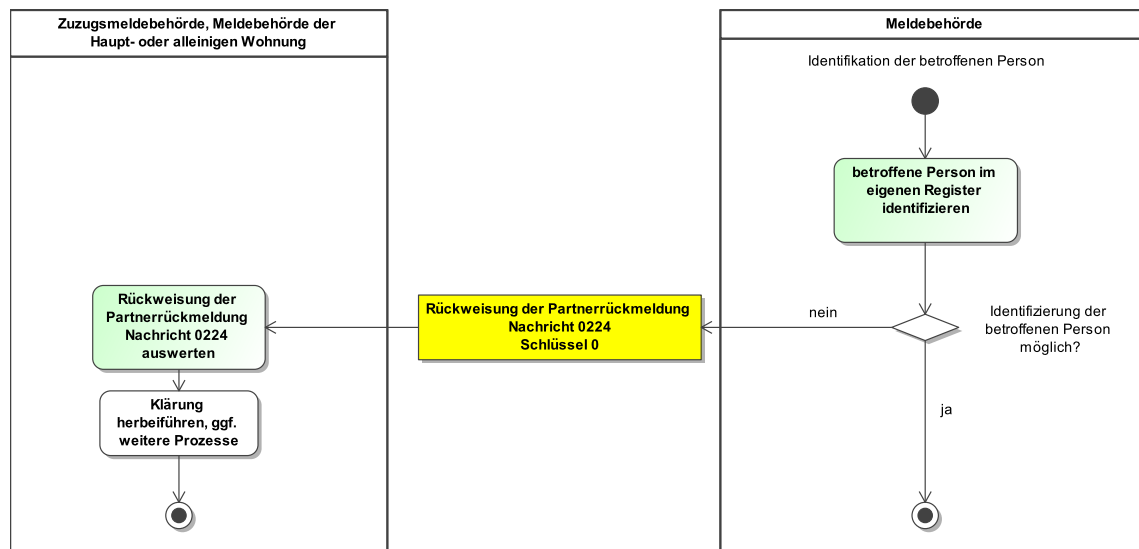 Zuzugsmeldebehörde, Meldebehörde der
Haupt- oder alleinigen Wohnung
Meldebehörde
Identifikation der betroffenen Person
betroffene Person im
eigenen Register
identifizieren
Identifizierung der
betroffenen Person
möglich?
nein
ja
Rückweisung der Partnerrückmeldung
Nachricht 0224
Schlüssel 0
Rückweisung der
Partnerrückmeldung
Nachricht 0224
auswerten
Klärung
herbeiführen, ggf.
weitere Prozesse